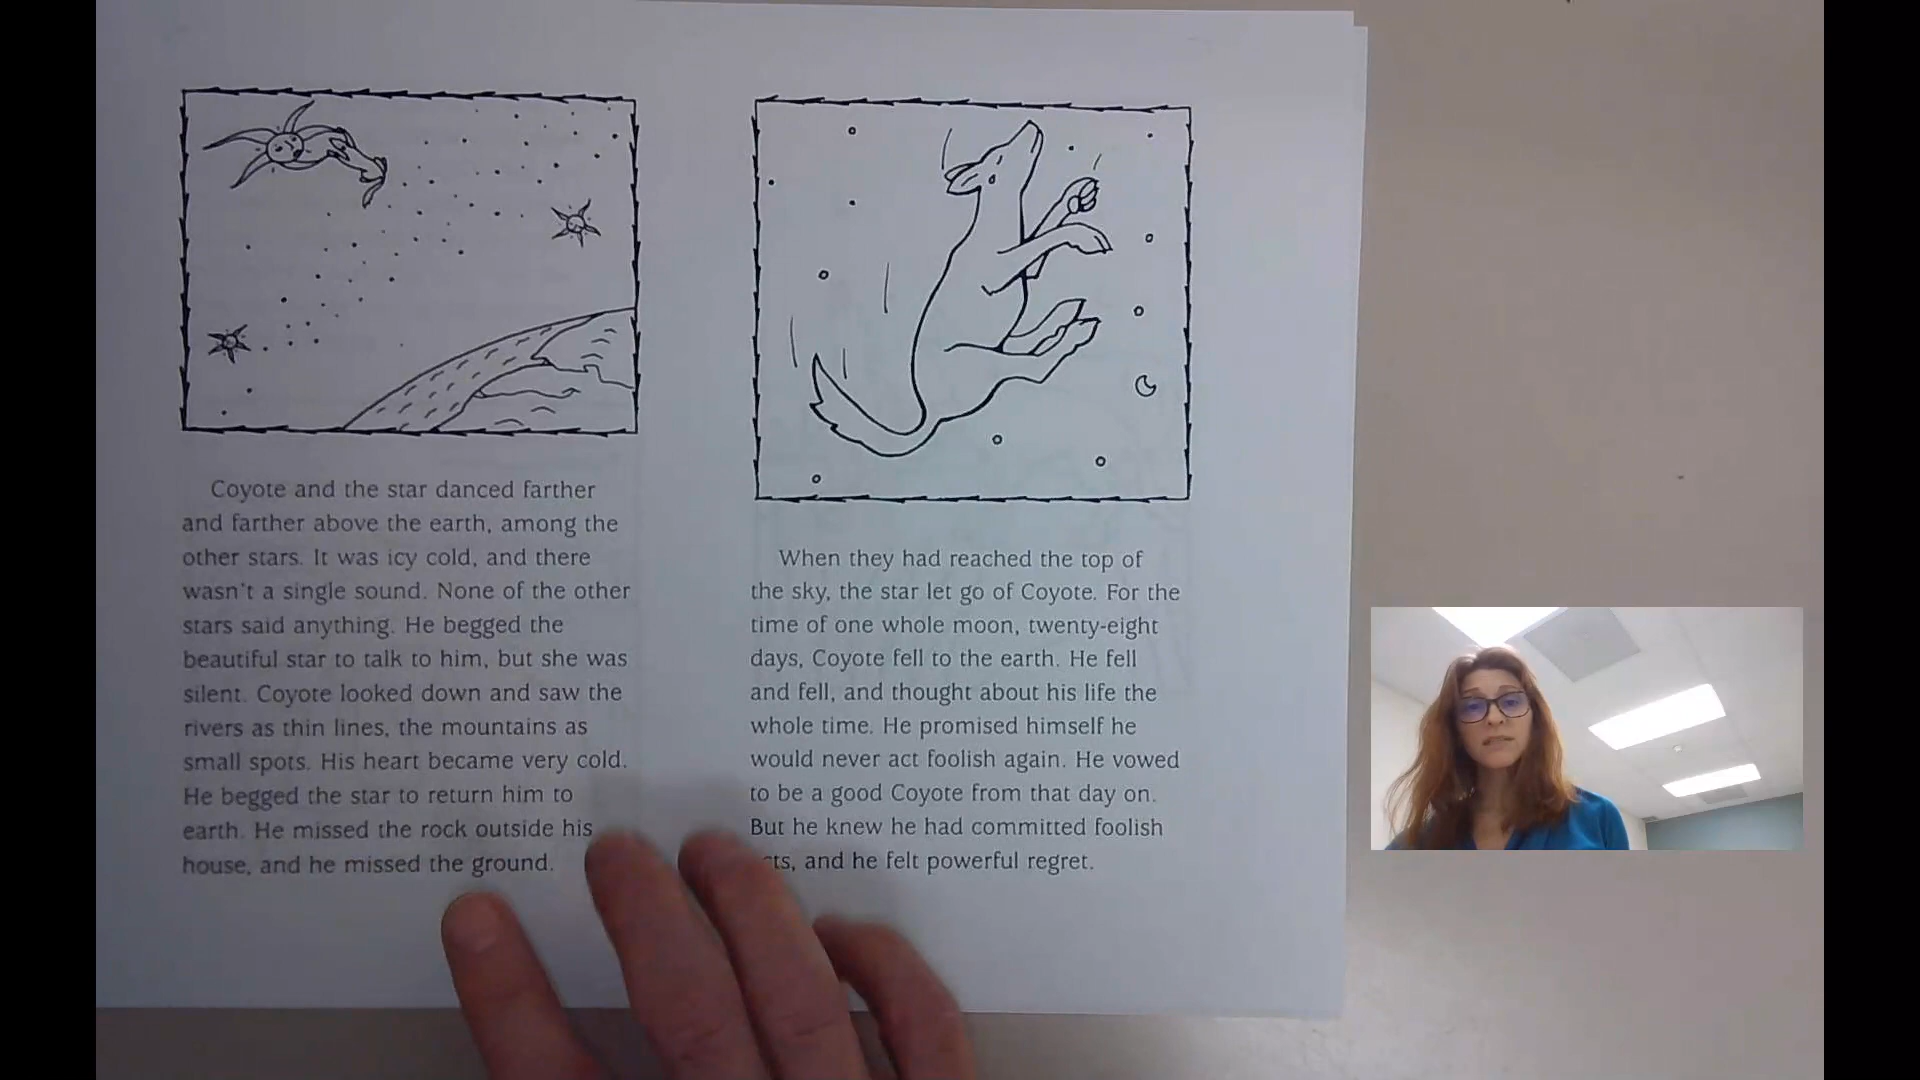 Coyote and the star danced farther
and farther above the earth, among the
other stars. It was icy cold, and there
wasn't a single sound. None of the other
stars said anything. He begged the
beautiful star to talk to him, but she was
silent. Coyote looked down and saw the
rivers as thin lines, the mountains as
small spots. His heart became very cold.
He begged the star to return him to
earth. He missed the rock outside his
house, and he missed the ground.
When they had reached the top of
the sky, the star let go of Coyote. For the
time of one whole moon, twenty-eight
days, Coyote fell to the earth. He fell
and fell, and thought about his life the
whole time. He promised himself he
would never act foolish again. He vowed
to be a good Coyote from that day on.
But he knew he had committed foolish
and he felt powerful regret.